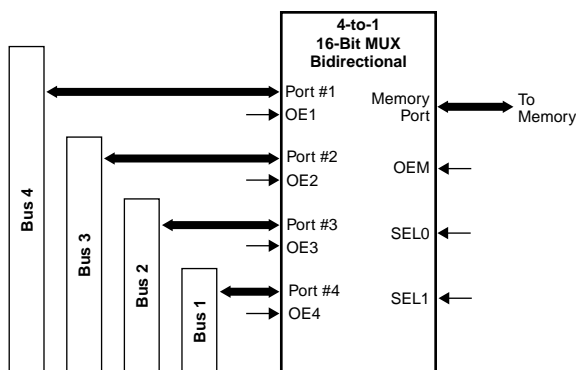 4-to-1
16-Bit MUX
Bidirectional
Port #1
OE1
Memory
Port
To
Memory
Port #2
OE2
OEM
Port #3
OE3
SEL0
Port #4
OE4
SEL1
Bus 4
Bus 3
Bus 2
Bus 1